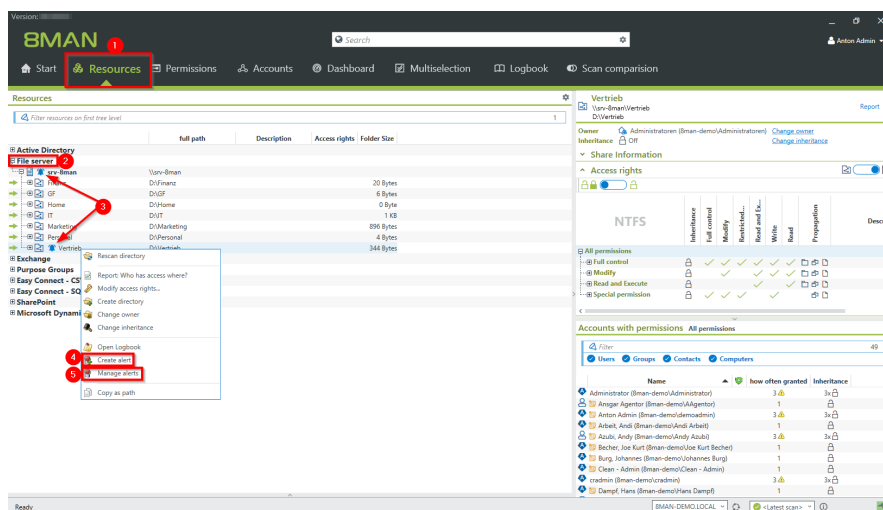 Version:
8MAN
1
Search
Anton Admin
Start
Resources
Permissions
Accounts
Dashboard
Multiselection
Logbook
Scan comparision
Resources
Filter resources on first tree level
1
full path Description Access rights Folder Size
Active Directory
File server 2
srv-8man \\srv-8man
Finanz D:\Finanz 20 Bytes
GF D:\GF 6 Bytes
3
Home D:\Home 0 Byte
IT D:\IT 1 KB
Marketing D:\Marketing 896 Bytes
Personal D:\Personal 4 Bytes
Vertrieb D:\Vertrieb 344 Bytes
Exchange
Purpose Groups
Easy Connect - CS
Easy Connect - SQ
SharePoint
Microsoft Dynami
Rescan directory
Report: Who has access where?
Modify access rights...
Create directory
Change owner
Change inheritance
Open Logbook
4 Create alert
5 Manage alerts
Copy as path
Vertrieb
\\srv-8man\Vertrieb
D:\Vertrieb
Report
Owner Administratoren (8man-demo\Administratoren) Change owner
Inheritance Off Change inheritance
Share Information
Access rights
NTFS
Inheritance
Full control
Modify
Restricted...
Read and Ex...
Write
Read
Propagation
Descr
All permissions
Full control
Modify
Read and Execute
Special permission
Accounts with permissions All permissions
Filter 49
Users Groups Contacts Computers
Name how often granted Inheritance
Administrator (8man-demo\Administrator) 3 3x
Ansgar Agentor (8man-demo\AAgentor) 1
Anton Admin (8man-demo\demoadmin) 3 3x
Arbeit, Andi (8man-demo\Andi Arbeit) 1
Azubi, Andy (8man-demo\Andy Azubi) 3 3x
Becher, Joe Kurt (8man-demo\Joe Kurt Becher) 1
Burg, Johannes (8man-demo\Johannes Burg) 1
Clean - Admin (8man-demo\Clean - Admin) 1
cradmin (8man-demo\cradmin) 3 3x
Dampf, Hans (8man-demo\Hans Dampf) 1
Ready
8MAN-DEMO.LOCAL
<Latest scan>